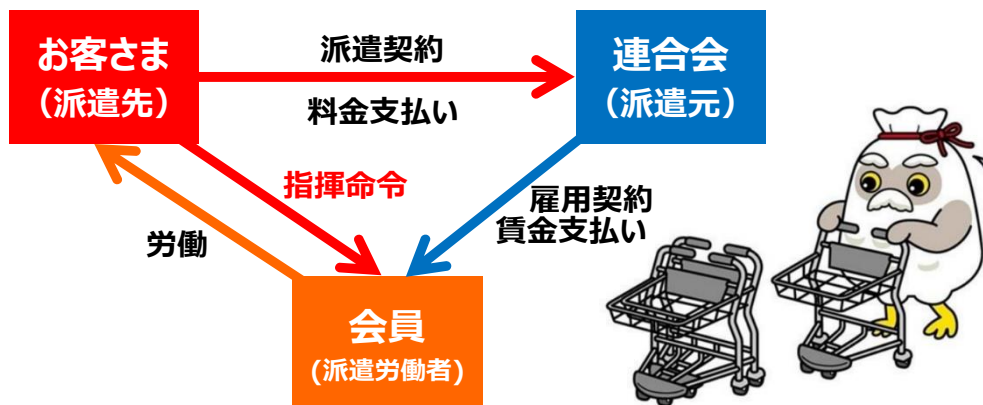 お客さま
（派遣先）
派遣契約
料金支払い
連合会
（派遣元）
指揮命令
雇用契約
賃金支払い
労働
会員
(派遣労働者)